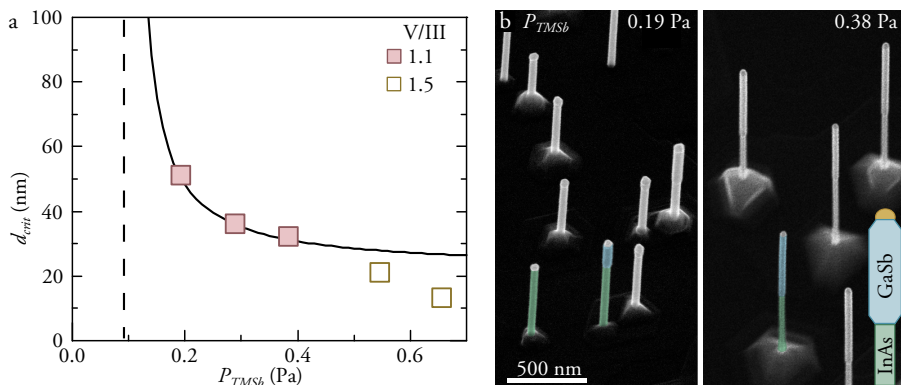 a
100
80
60
40
20
0
d_crit (nm)
0.0
0.2
0.4
0.6
P_TMSb (Pa)
V/III
1.1
1.5
b
P_TMSb
0.19 Pa
0.38 Pa
500 nm
GaSb
InAs